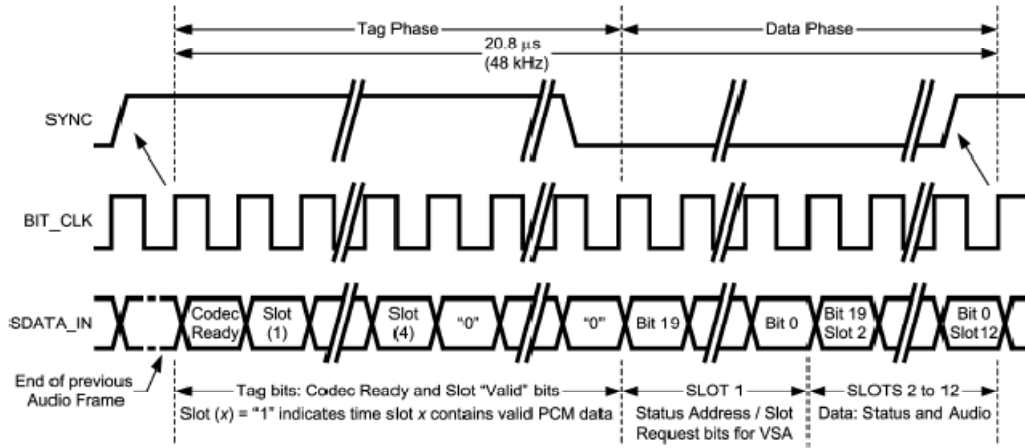 Tag Phase
Data Phase
20.8 μs
(48 kHz)
SYNC
BIT_CLK
SDATA_IN
Codec
Ready
Slot
(1)
Slot
(4)
"0"
"0"
Bit 19
Bit 0
Bit 19
Slot 2
Bit 0
Slot12
End of previous
Audio Frame
Tag bits: Codec Ready and Slot "Valid" bits
Slot (x) = "1" indicates time slot x contains valid PCM data
SLOT 1
Status Address / Slot
Request bits for VSA
SLOTS 2 to 12
Data: Status and Audio